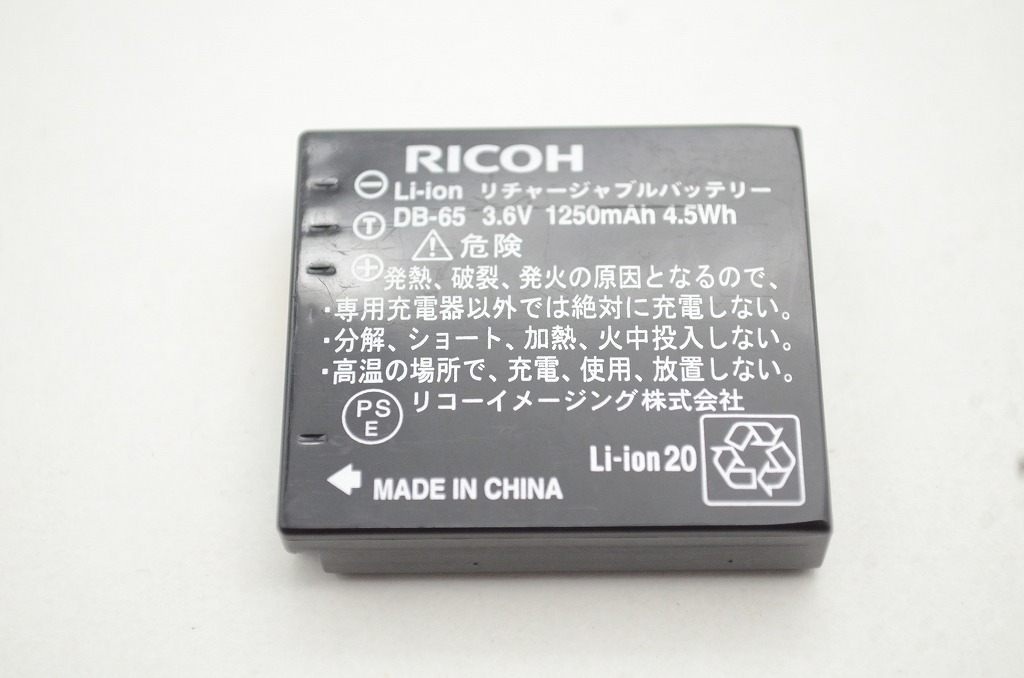 RICOH
Li-ion リチャージャブルバッテリー
DB-65 3.6V 1250mAh 4.5Wh
T
危険
発熱、破裂、発火の原因となるので、
・専用充電器以外では絶対に充電しない。
・分解、ショート、加熱、火中投入しない。
・高温の場所で、充電、使用、放置しない。
PS
E
リコーイメージング株式会社
Li-ion 20
MADE IN CHINA